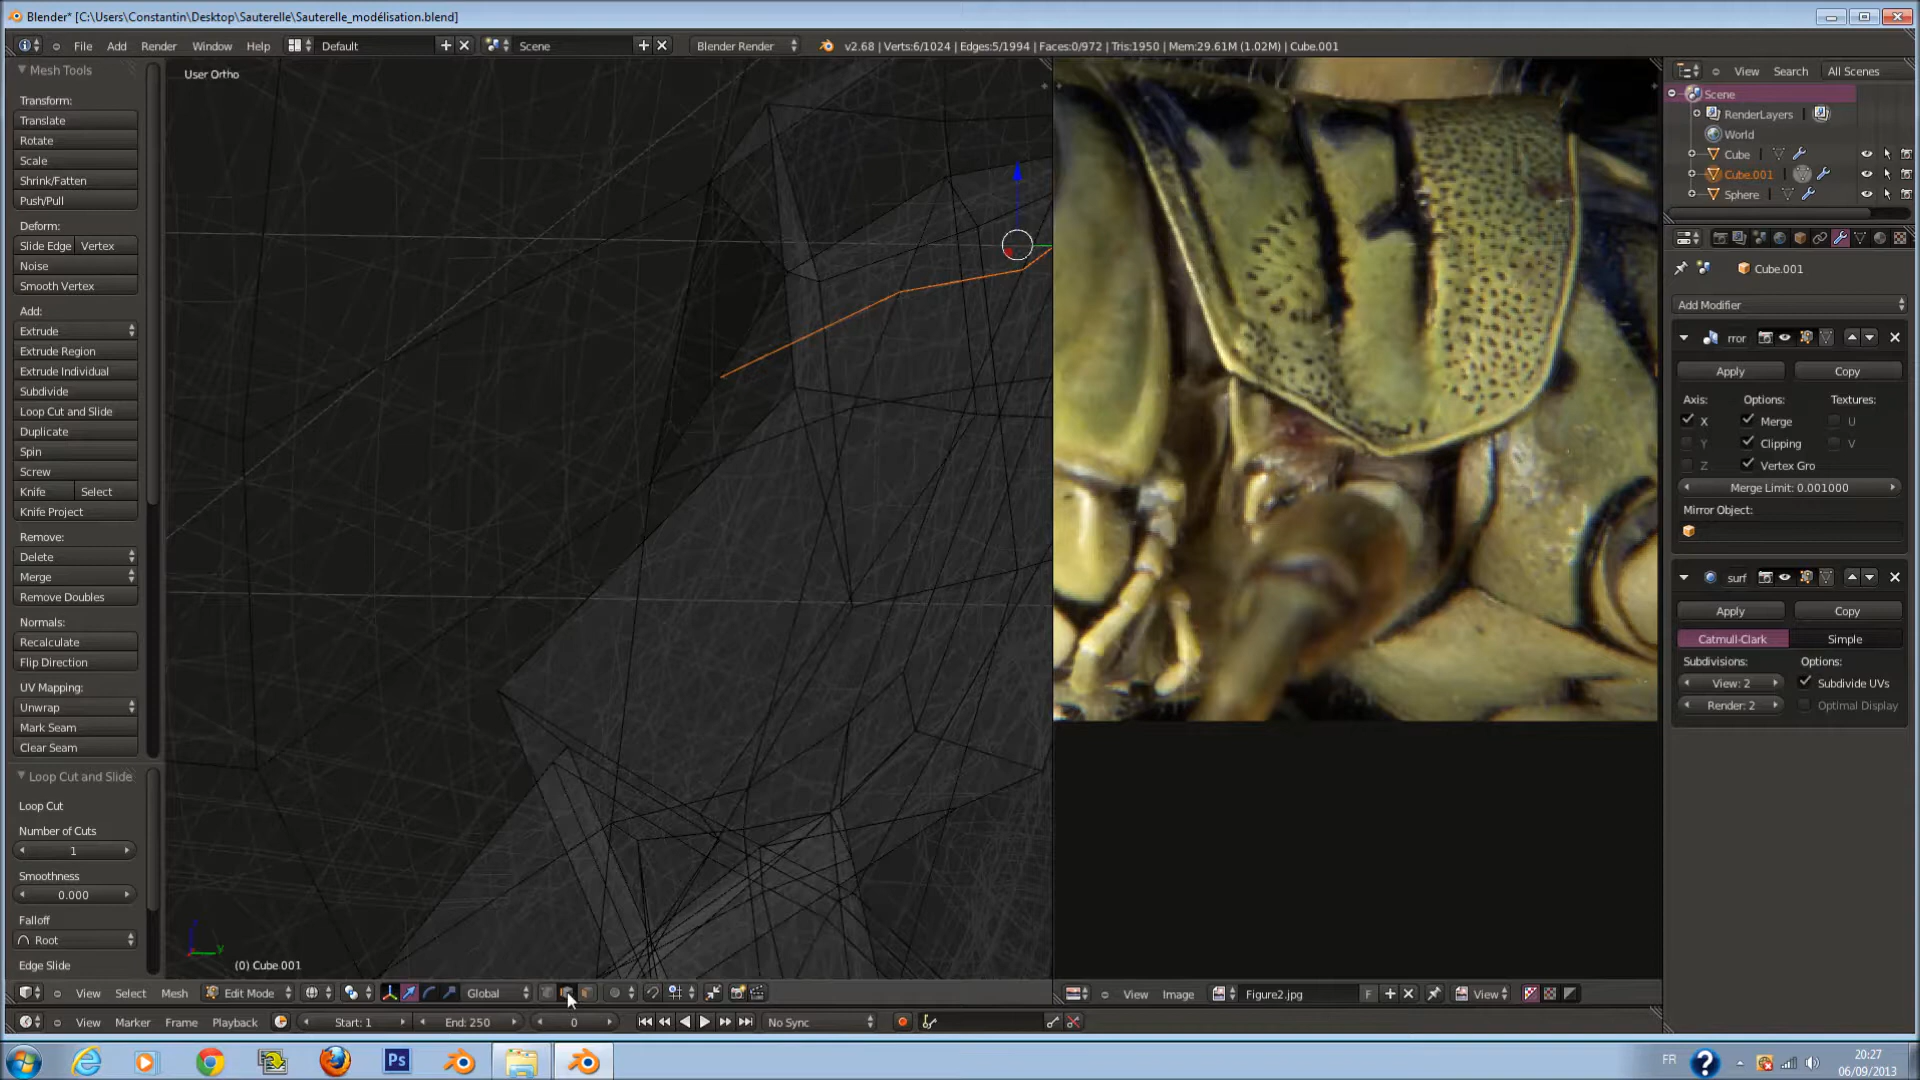 Blender* [C:\Users\Constantin\Desktop\Sauterelle\Sauterelle_modélisation.blend]
File Add Render Window Help Default Scene Blender Render v2.68 | Verts:6/1024 | Edges:5/1994 | Faces:0/972 | Tris:1950 | Mem:29.61M (1.02M) | Cube.001
Mesh Tools
Transform:
Translate
Rotate
Scale
Shrink/Fatten
Push/Pull
Deform:
Slide Edge Vertex
Noise
Smooth Vertex
Add:
Extrude
Extrude Region
Extrude Individual
Subdivide
Loop Cut and Slide
Duplicate
Spin
Screw
Knife Select
Knife Project
Remove:
Delete
Merge
Remove Doubles
Normals:
Recalculate
Flip Direction
UV Mapping:
Unwrap
Mark Seam
Clear Seam
Loop Cut and Slide
Loop Cut
Number of Cuts
1
Smoothness
0.000
Falloff
Root
Edge Slide
User Ortho
y
(0) Cube.001
View Select Mesh Edit Mode Global
View Image Figure2.jpg F View
View Marker Frame Playback Start: 1 End: 250 0 No Sync
View Search All Scenes
Scene
RenderLayers
World
Cube
Cube.001
Sphere
Cube.001
Add Modifier
rror
Apply Copy
Axis: Options: Textures:
X Merge U
Y Clipping V
Z Vertex Gro
Merge Limit: 0.001000
Mirror Object:
surf
Apply Copy
Catmull-Clark Simple
Subdivisions: Options:
View: 2 Subdivide UVs
Render: 2 Optimal Display
Ps
FR
20:27
06/09/2013